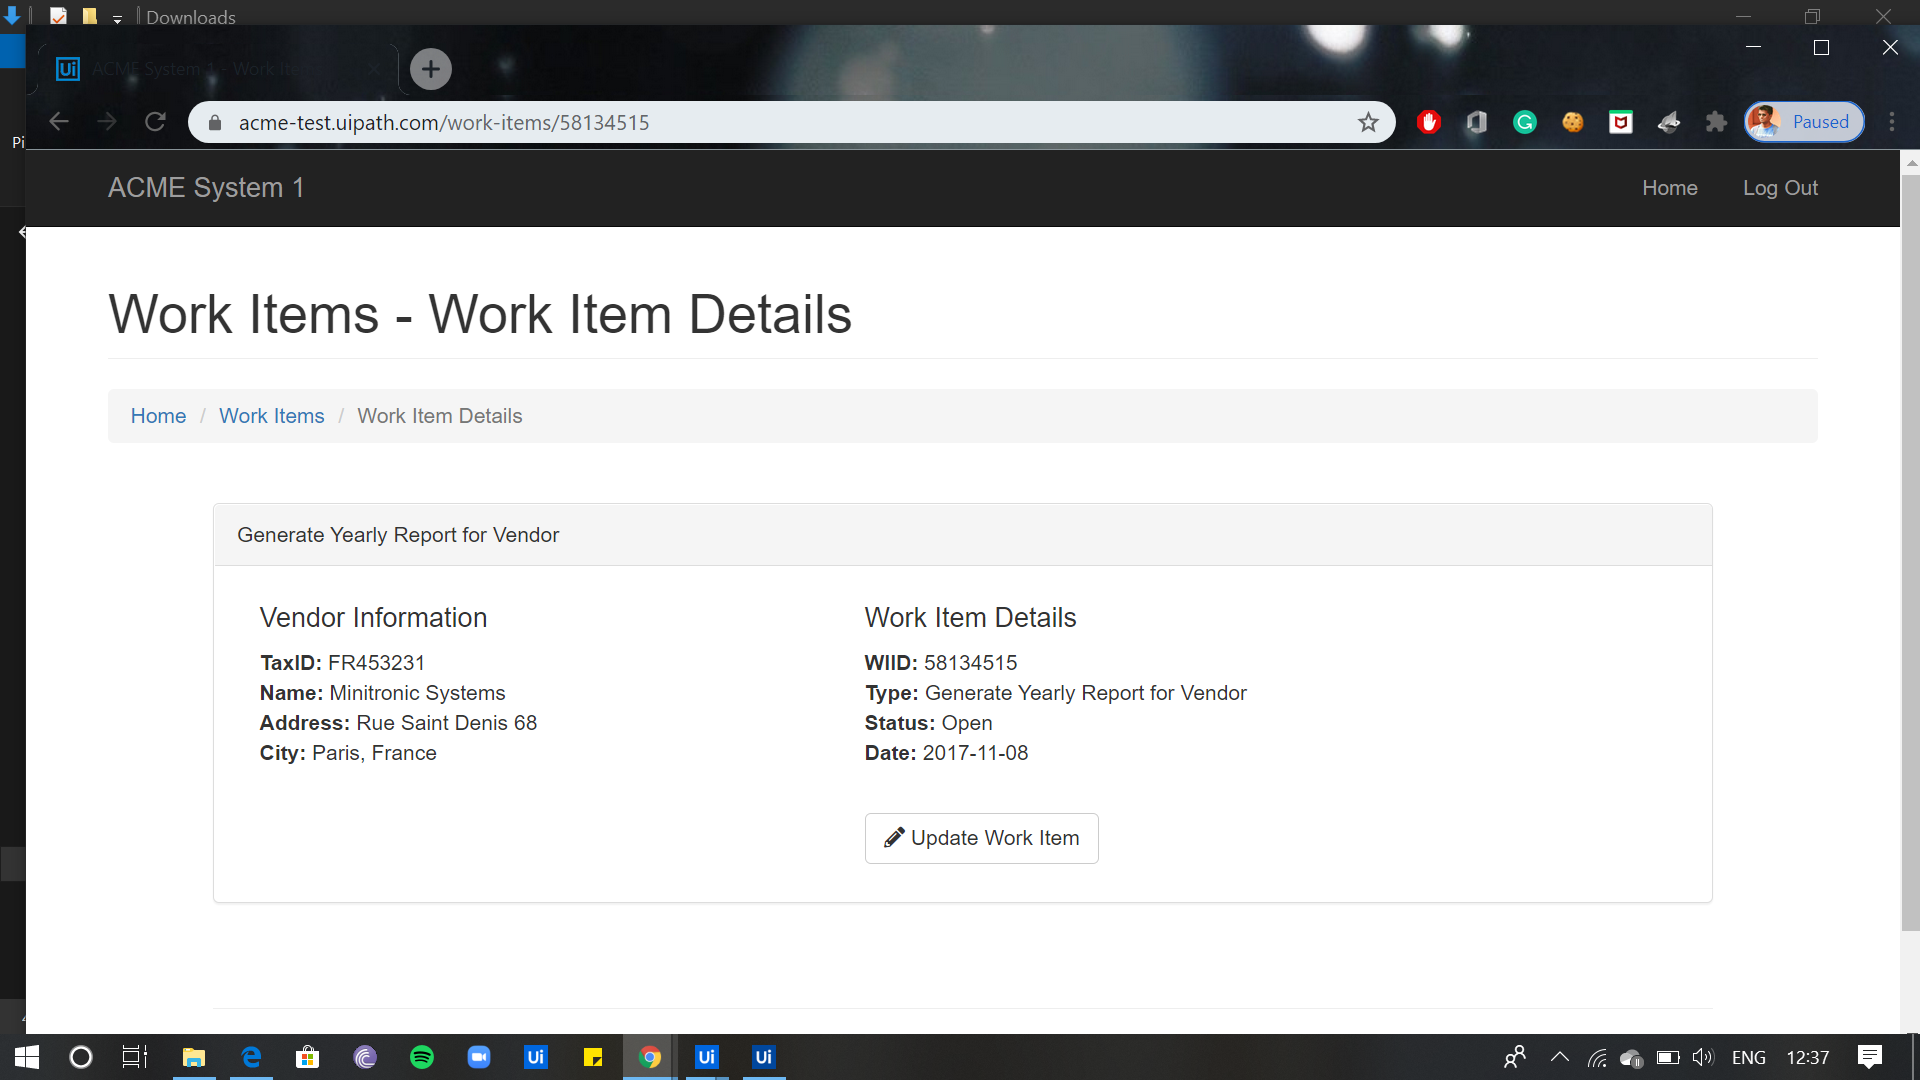 Downloads
Ui ACME System 1 - Work Ite
acme-test.uipath.com/work-items/58134515
Paused
Pi
ACME System 1
Home
Log Out
Work Items - Work Item Details
Home / Work Items / Work Item Details
Generate Yearly Report for Vendor
Vendor Information
TaxID: FR453231
Name: Minitronic Systems
Address: Rue Saint Denis 68
City: Paris, France
Work Item Details
WIID: 58134515
Type: Generate Yearly Report for Vendor
Status: Open
Date: 2017-11-08
Update Work Item
Ui
Ui
Ui
ENG
12:37